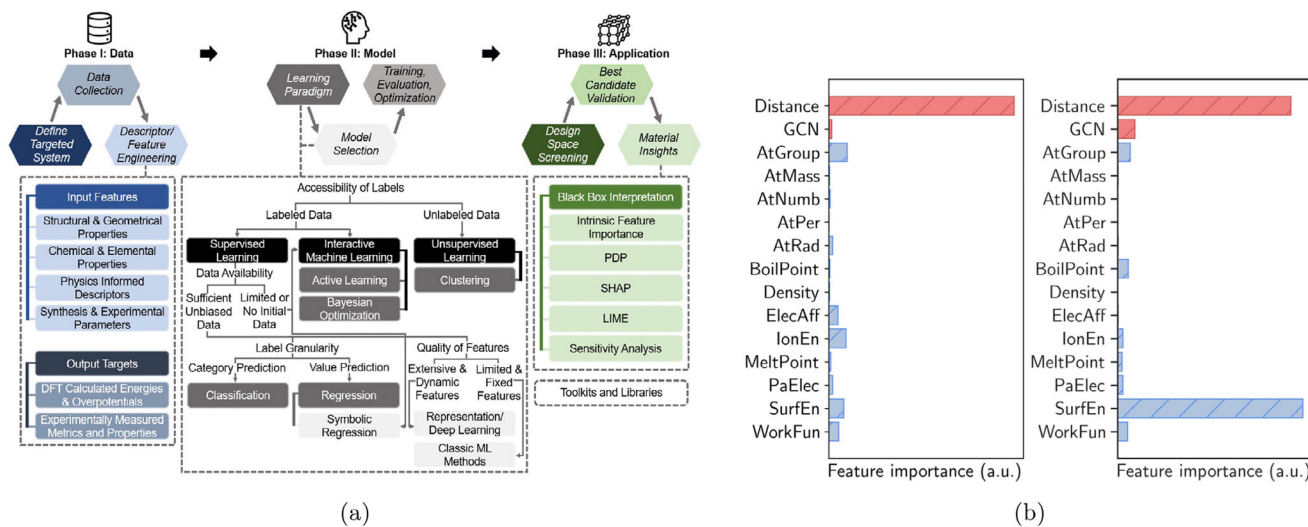 Phase I: Data
Phase II: Model
Phase III: Application
Data
Collection
Define
Targeted
System
Descriptor/
Feature
Engineering
Learning
Paradigm
Training,
Evaluation,
Optimization
Model
Selection
Best
Candidate
Validation
Design
Space
Screening
Material
Insights
Input Features
Structural & Geometrical
Properties
Chemical & Elemental
Properties
Physics Informed
Descriptors
Synthesis & Experimental
Parameters
Output Targets
DFT Calculated Energies
& Overpotentials
Experimentally Measured
Metrics and Properties
Accessibility of Labels
Labeled Data
Unlabeled Data
Supervised
Learning
Interactive
Machine Learning
Unsupervised
Learning
Data Availability
Active Learning
Clustering
Sufficient
Unbiased
Data
Limited or
No Initial
Data
Bayesian
Optimization
Label Granularity
Quality of Features
Category Prediction
Value Prediction
Extensive &
Dynamic
Features
Limited &
Fixed
Features
Classification
Regression
Symbolic
Regression
Representation/
Deep Learning
Classic ML
Methods
Black Box Interpretation
Intrinsic Feature
Importance
PDP
SHAP
LIME
Sensitivity Analysis
Toolkits and Libraries
(a)
Distance
GCN
AtGroup
AtMass
AtNumb
AtPer
AtRad
BoilPoint
Density
ElecAff
IonEn
MeltPoint
PaElec
SurfEn
WorkFun
Feature importance (a.u.)
Distance
GCN
AtGroup
AtMass
AtNumb
AtPer
AtRad
BoilPoint
Density
ElecAff
IonEn
MeltPoint
PaElec
SurfEn
WorkFun
Feature importance (a.u.)
(b)